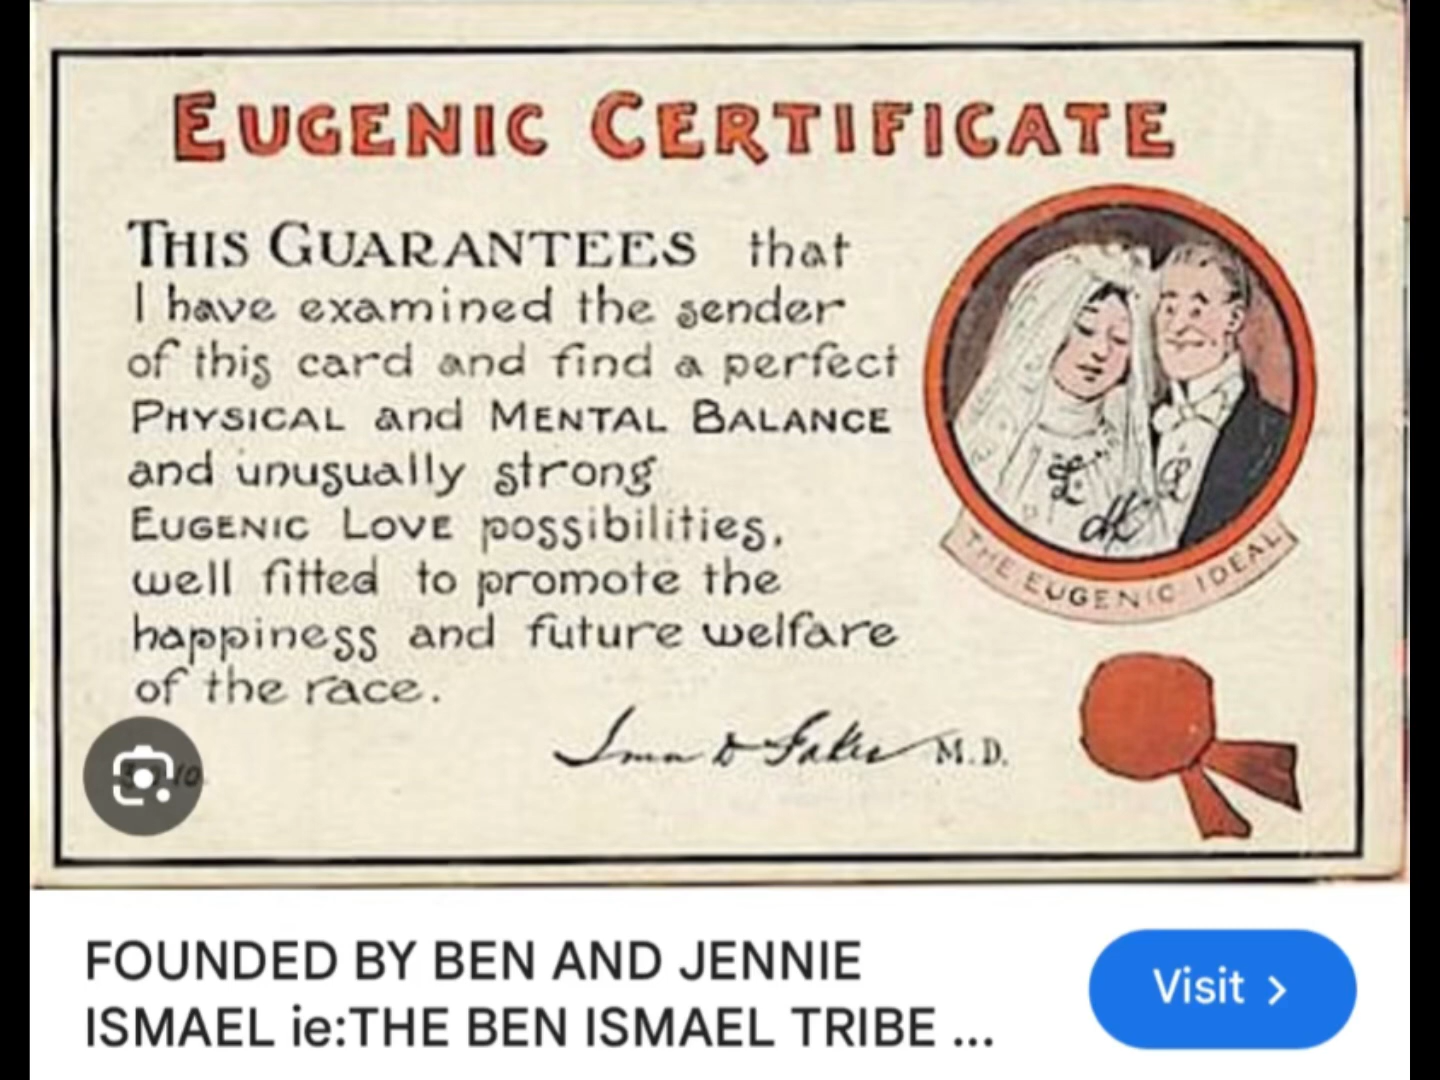 EUGENIC CERTIFICATE
THIS GUARANTEES that
I have examined the sender
of this card and find a perfect
PHYSICAL and MENTAL BALANCE
and unusually strong
EUGENIC LOVE possibilities,
well fitted to promote the
happiness and future welfare
of the race.
THE EUGENIC IDEAL
M.D.
FOUNDED BY BEN AND JENNIE
ISMAEL ie:THE BEN ISMAEL TRIBE ...
Visit >